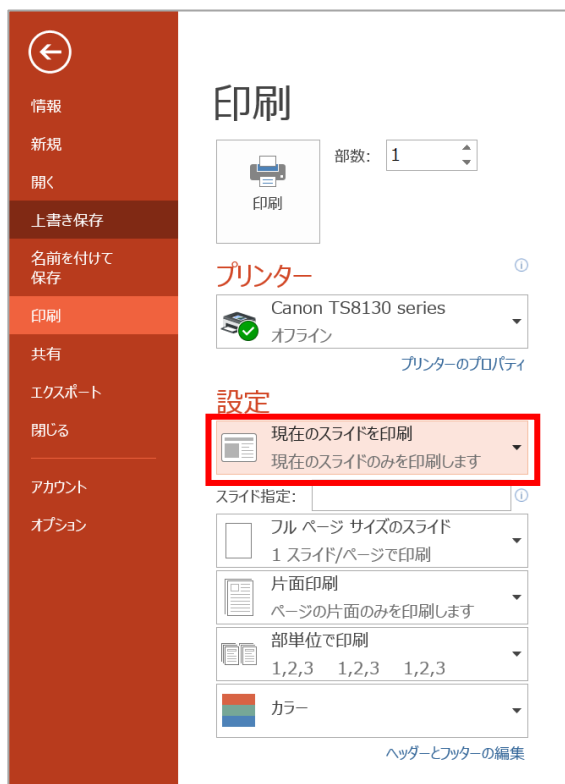 情報
新規
開く
上書き保存
名前を付けて
保存
印刷
共有
エクスポート
閉じる
アカウント
オプション
印刷
印刷
部数: 1
プリンター
Canon TS8130 series
オフライン
プリンターのプロパティ
設定
現在のスライドを印刷
現在のスライドのみを印刷します
スライド指定:
フル ページ サイズのスライド
1 スライド/ページで印刷
片面印刷
ページの片面のみを印刷します
部単位で印刷
1,2,3 1,2,3 1,2,3
カラー
ヘッダーとフッターの編集